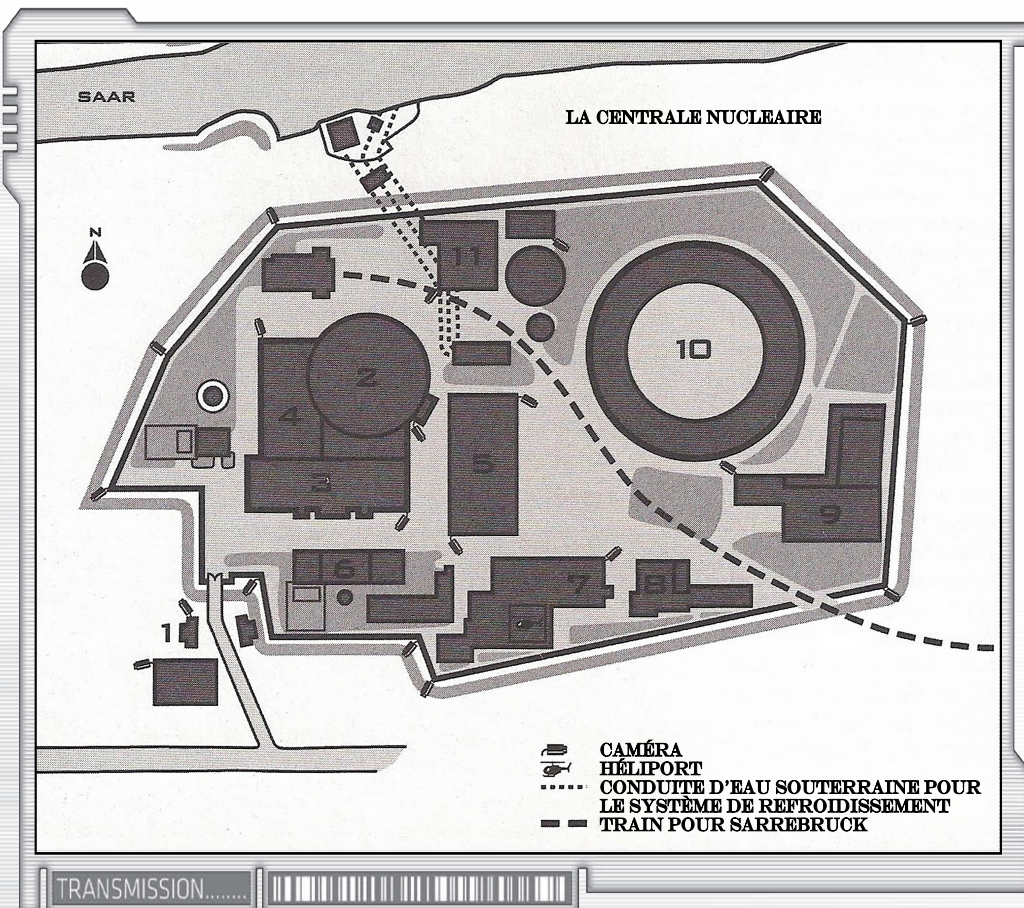 SAAR
LA CENTRALE NUCLEAIRE
N
11
10
2
4
5
3
9
6
7
8
1
CAMÉRA
HÉLIPORT
CONDUITE D'EAU SOUTERRAINE POUR
LE SYSTÈME DE REFROIDISSEMENT
TRAIN POUR SARREBRUCK
TRANSMISSION........